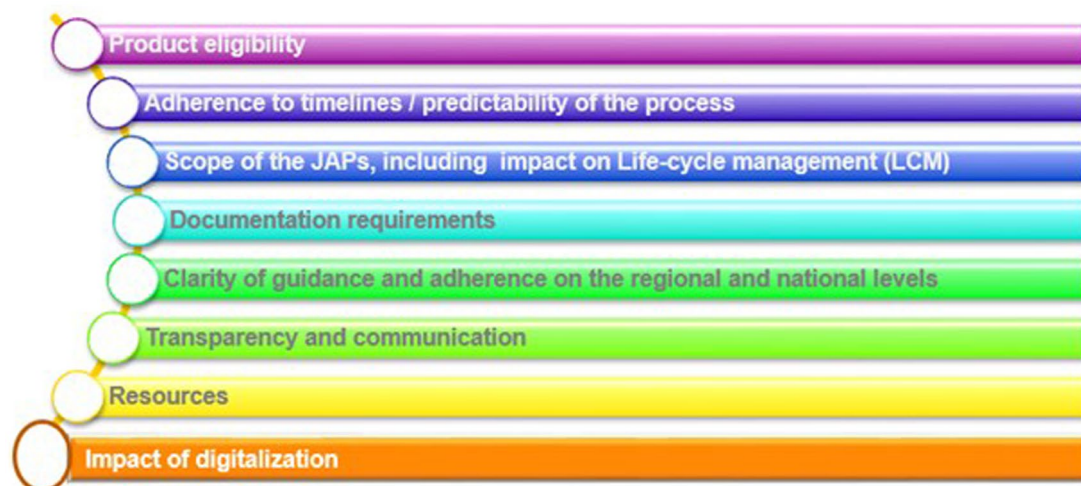 Product eligibility
Adherence to timelines / predictability of the process
Scope of the JAPs, including impact on Life-cycle management (LCM)
Documentation requirements
Clarity of guidance and adherence on the regional and national levels
Transparency and communication
Resources
Impact of digitalization